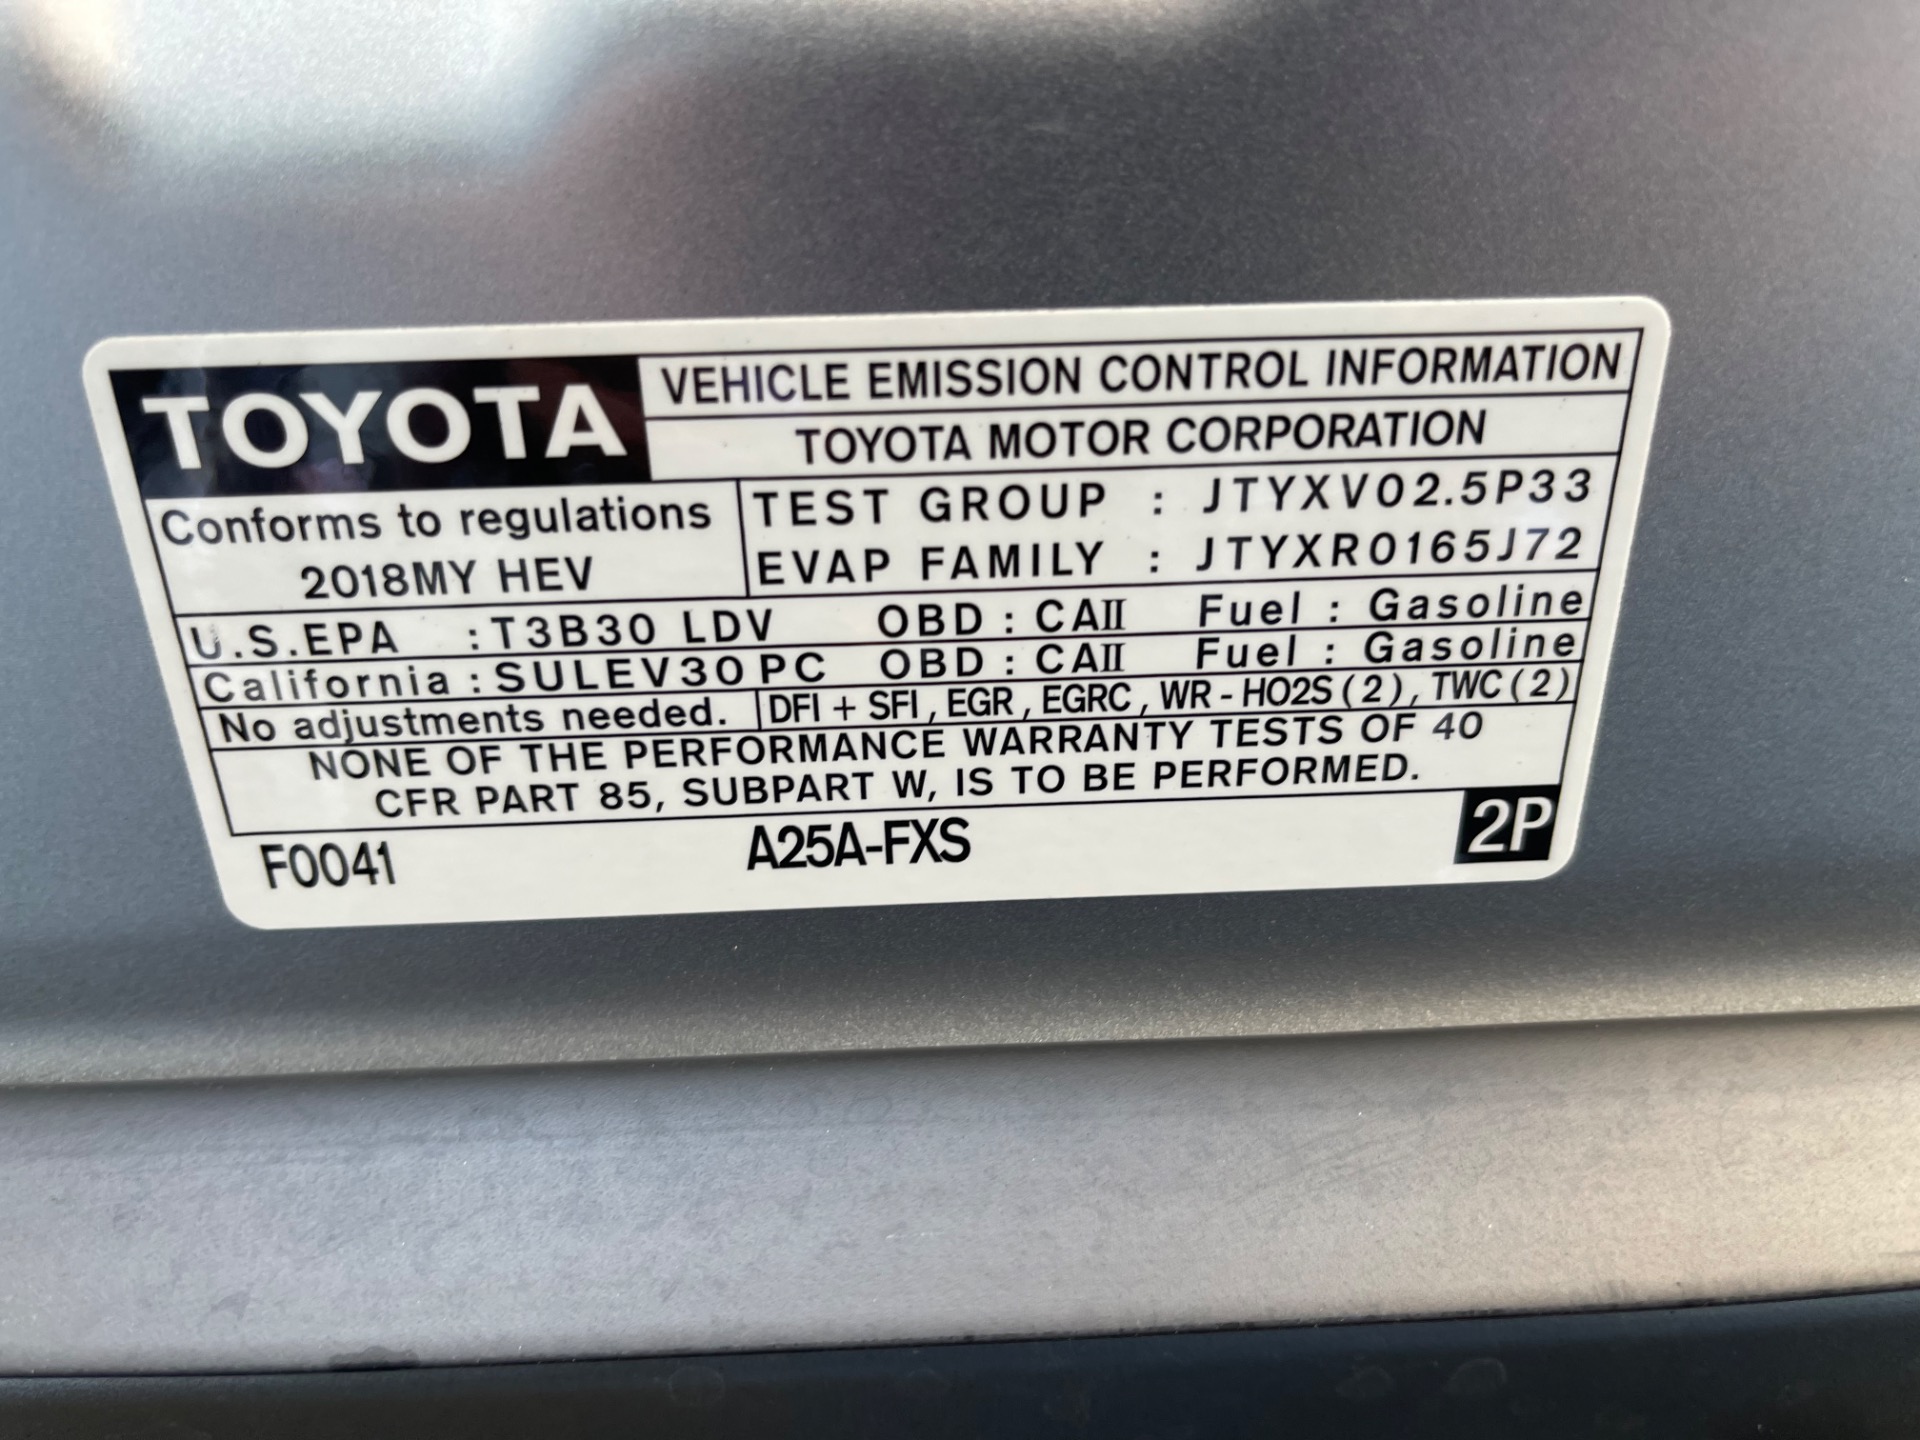 TOYOTA
VEHICLE EMISSION CONTROL INFORMATION
TOYOTA MOTOR CORPORATION
Conforms to regulations
2018MY HEV
TEST GROUP : JTYXV02.5P33
EVAP FAMILY : JTYXR0165J72
U.S.EPA : T3B30 LDV OBD : CAII Fuel : Gasoline
California : SULEV30 PC OBD : CAII Fuel : Gasoline
No adjustments needed. DFI + SFI, EGR, EGRC, WR-HO2S(2), TWC(2)
NONE OF THE PERFORMANCE WARRANTY TESTS OF 40
CFR PART 85, SUBPART W, IS TO BE PERFORMED.
F0041 A25A-FXS 2P